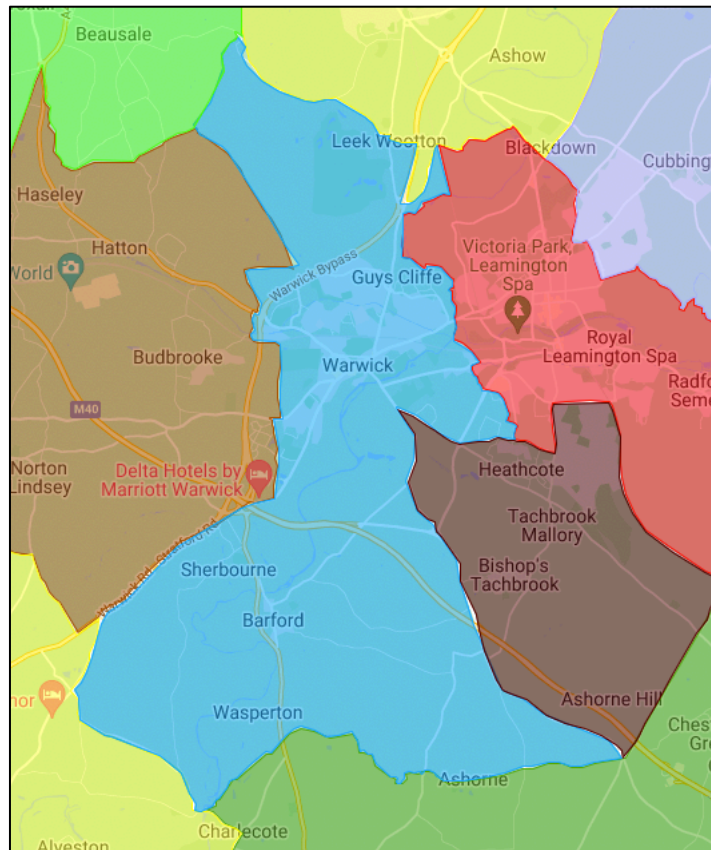 Beausale
Ashow
Leek Wootton
Blackdown
Cubbing
Haseley
Hatton
World
Warwick Bypass
Victoria Park,
Leamington
Spa
Guys Cliffe
Budbrooke
Warwick
Royal
Leamington Spa
Radfo
Seme
M40
Norton
Lindsey
Delta Hotels by
Marriott Warwick
Heathcote
Tachbrook
Mallory
Warwick Rd
Stratford Rd
Sherbourne
Bishop's
Tachbrook
Barford
nor
Wasperton
Ashorne Hill
Chest
Gre
Ashorne
Charlecote
Alveston